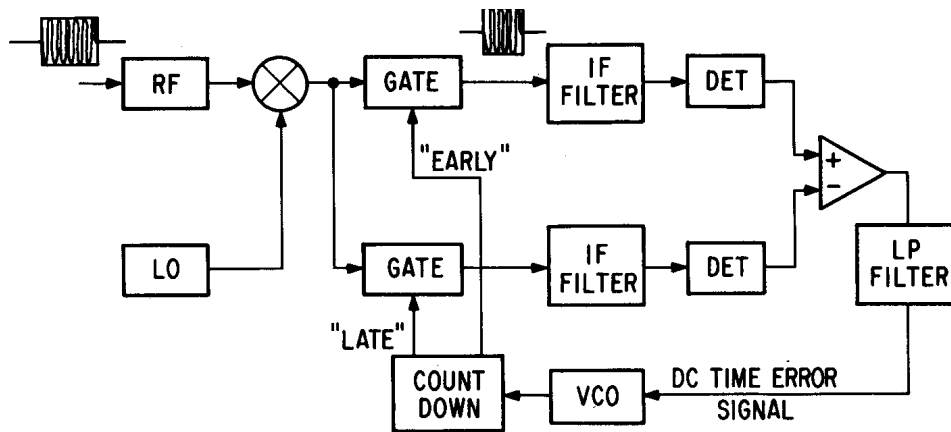 RF
GATE
IF
FILTER
DET
"EARLY"
+
-
LO
GATE
IF
FILTER
DET
LP
FILTER
"LATE"
COUNT
DOWN
VCO
DC TIME ERROR
SIGNAL